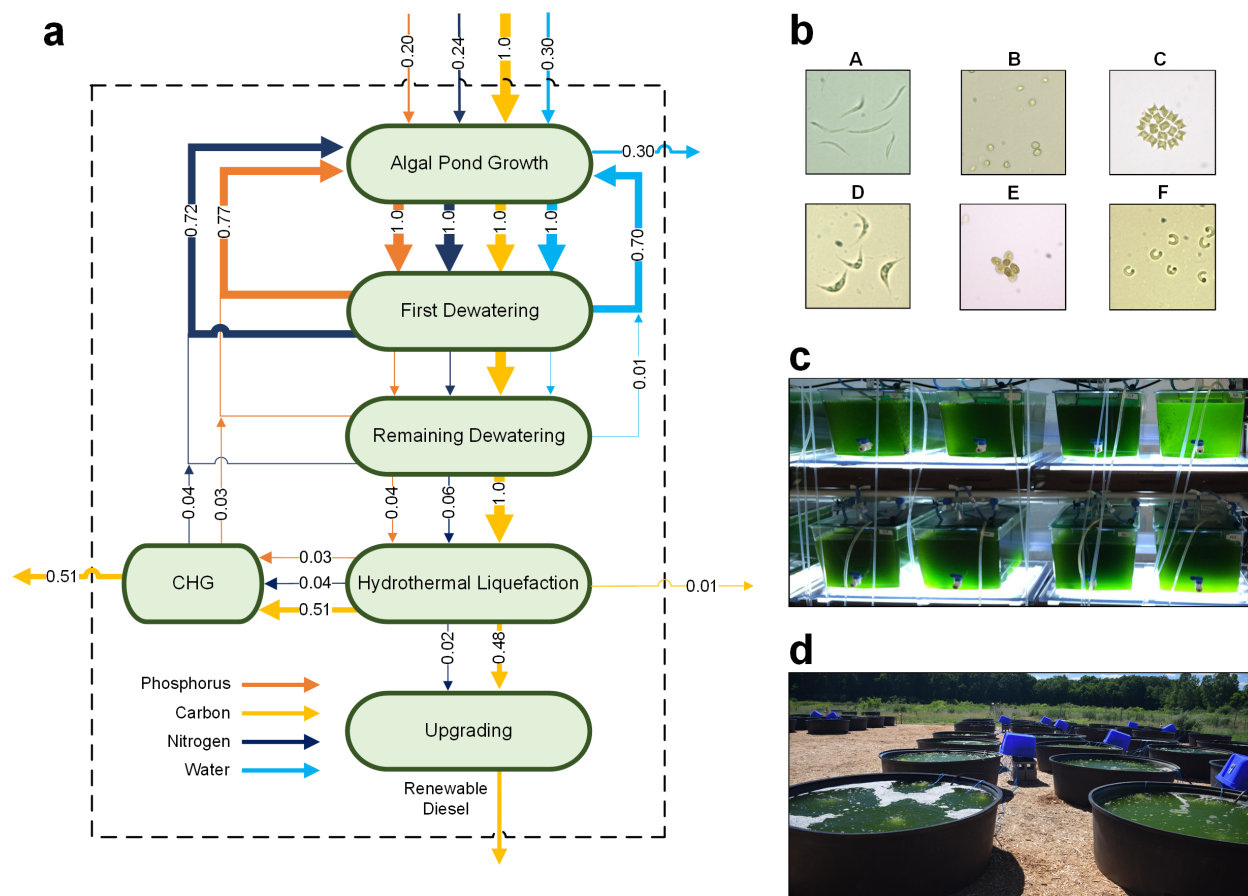 a
0.20
0.24
1.0
0.30
Algal Pond Growth
0.30
0.72
0.77
1.0
1.0
1.0
1.0
0.70
First Dewatering
0.01
Remaining Dewatering
0.04
0.03
0.04
0.06
1.0
0.51
CHG
0.03
0.04
0.51
Hydrothermal Liquefaction
0.01
0.02
0.48
Phosphorus
Carbon
Nitrogen
Water
Upgrading
Renewable
Diesel
b
A
B
C
D
E
F
c
d